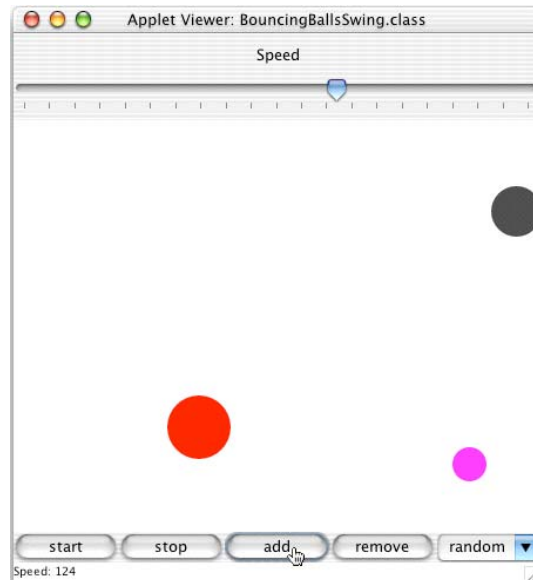 Applet Viewer: BouncingBallsSwing.class
Speed
start stop add remove random
Speed: 124